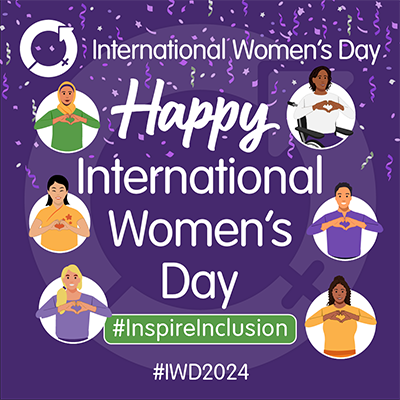 International Women's Day
Happy
International
Women's
Day
#InspireInclusion
#IWD2024